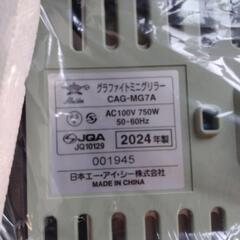 Aladdin
グラファイトミニグリラー
CAG-MG7A
AC100V 750W
50-60Hz
JQA
JQ10129
2024年製
001945
日本エー・アイ・シー株式会社
MADE IN CHINA